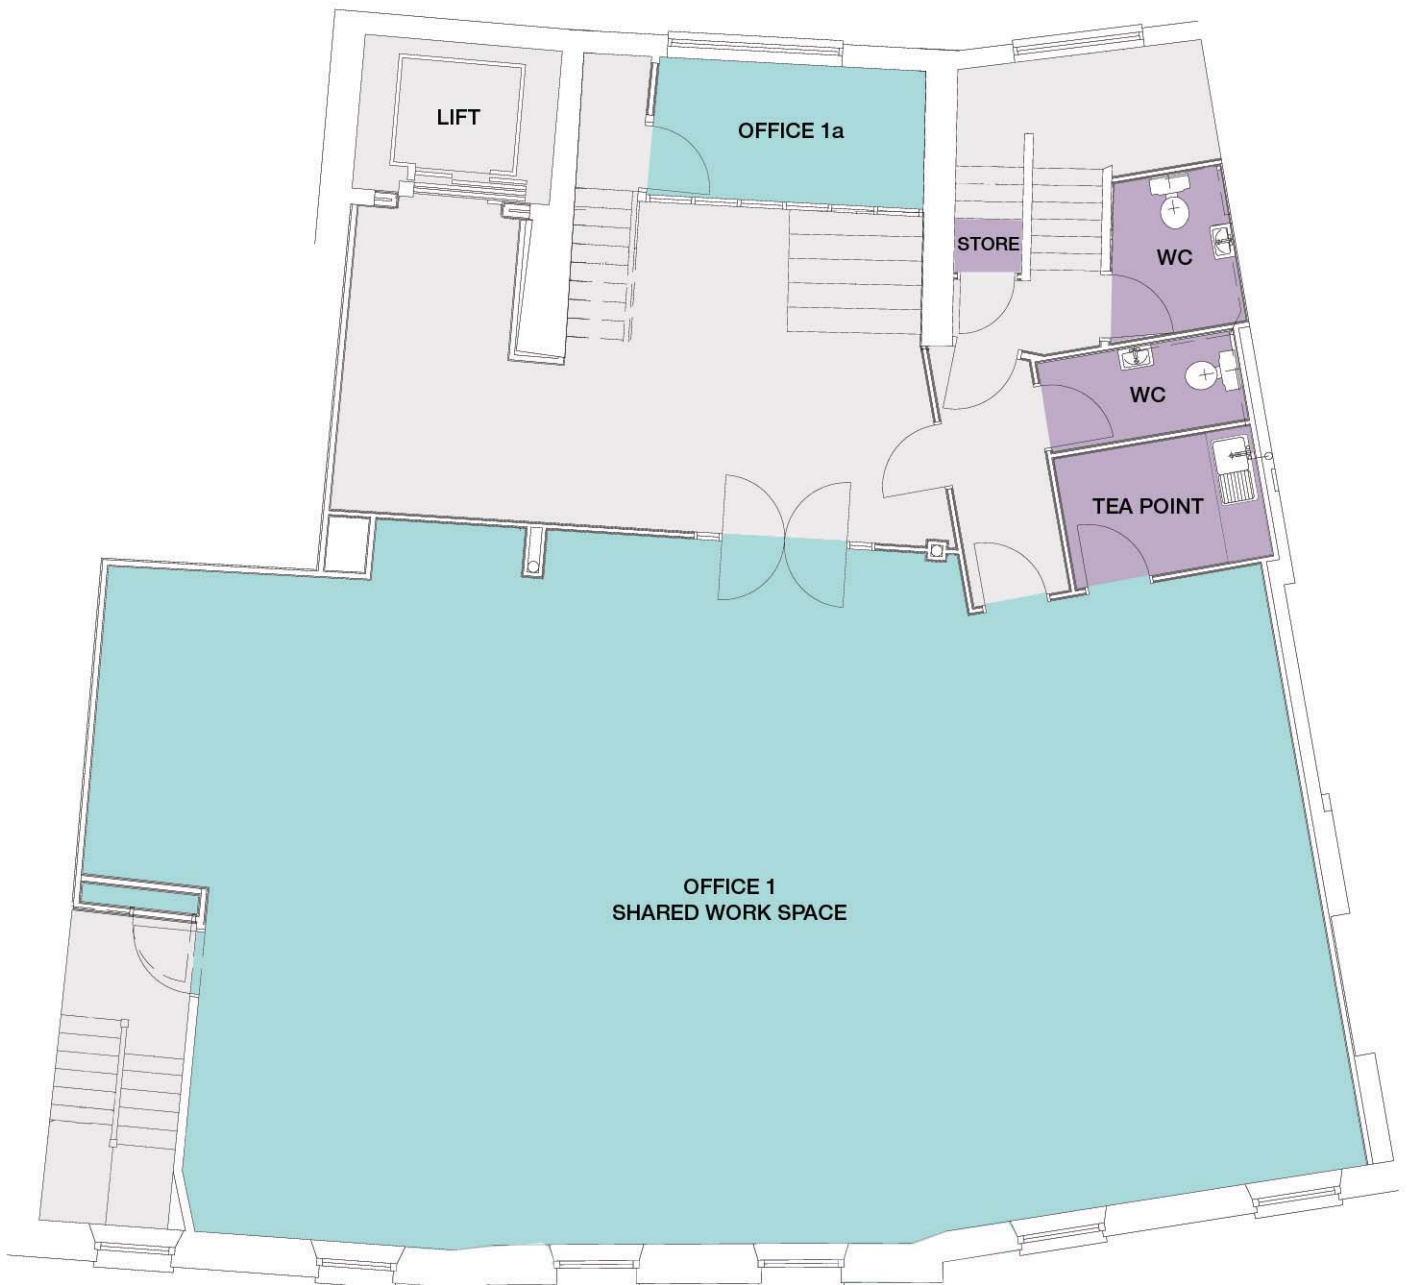 LIFT
OFFICE 1a
STORE
WC
WC
TEA POINT
OFFICE 1
SHARED WORK SPACE